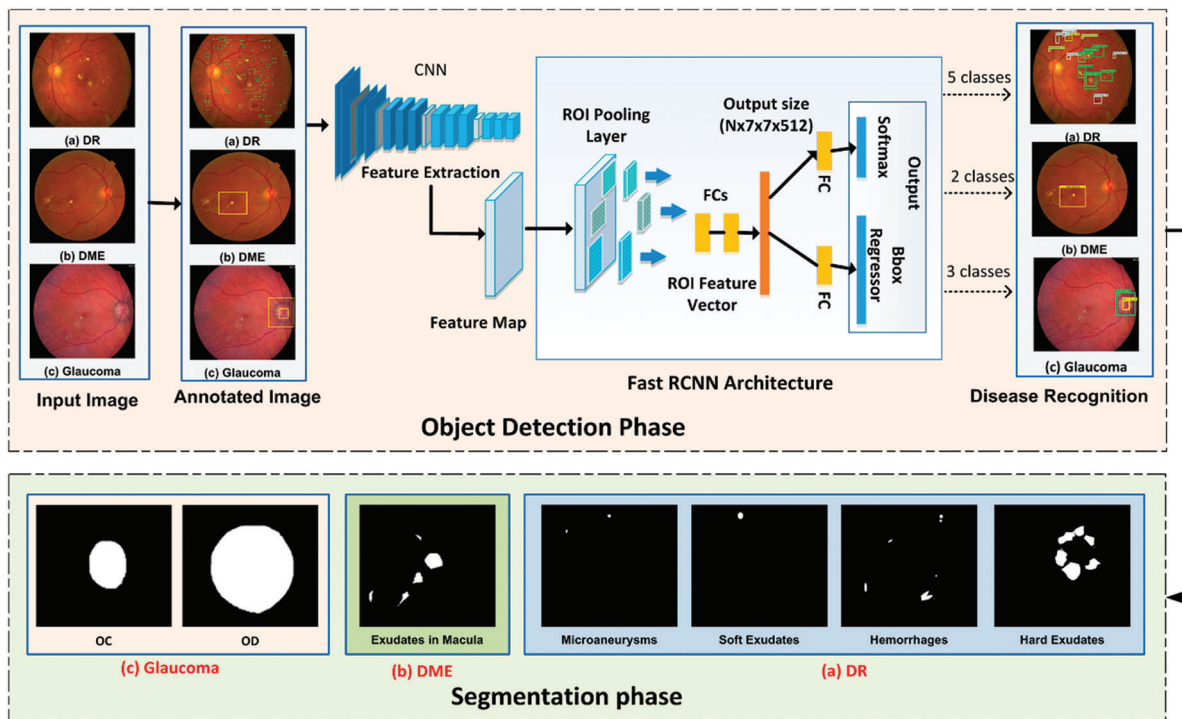 (a) DR
(b) DME
(c) Glaucoma
Input Image
(a) DR
(b) DME
(c) Glaucoma
Annotated Image
CNN
Feature Extraction
Feature Map
ROI Pooling
Layer
FCs
ROI Feature
Vector
Output size
(Nx7x7x512)
FC
FC
Softmax
Bbox
Regressor
Output
Fast RCNN Architecture
5 classes
2 classes
3 classes
(a) DR
(b) DME
(c) Glaucoma
Disease Recognition
Object Detection Phase
OC
OD
(c) Glaucoma
Exudates in Macula
(b) DME
Microaneurysms
Soft Exudates
Hemorrhages
Hard Exudates
(a) DR
Segmentation phase